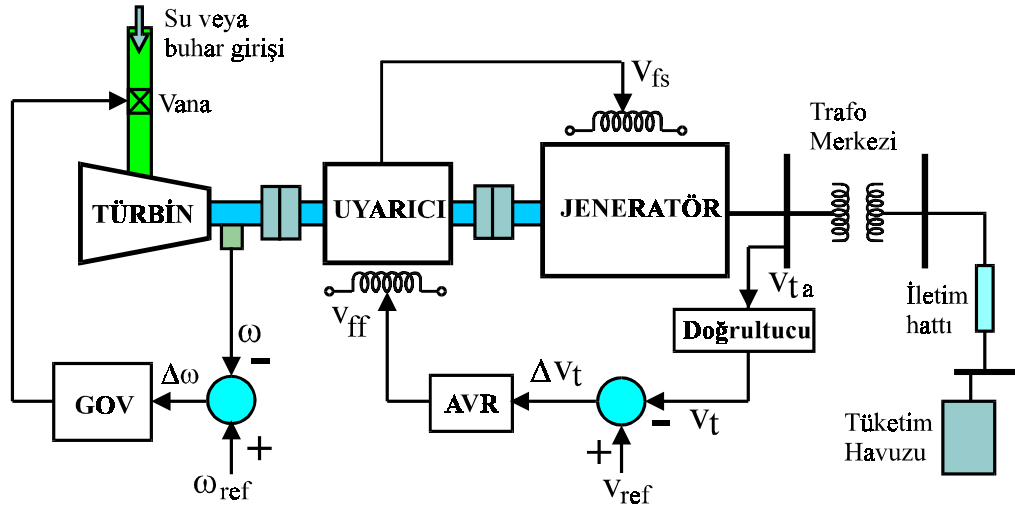 Su veya
buhar girişi
Vana
Vfs
Trafo
Merkezi
TÜRBİN
UYARICI
JENERATÖR
Vta
Vff
İletim
hattı
Doğrultucu
ω
-
Δω
GOV
+
ωref
AVR
ΔVt
-
Vt
+
Vref
Tüketim
Havuzu